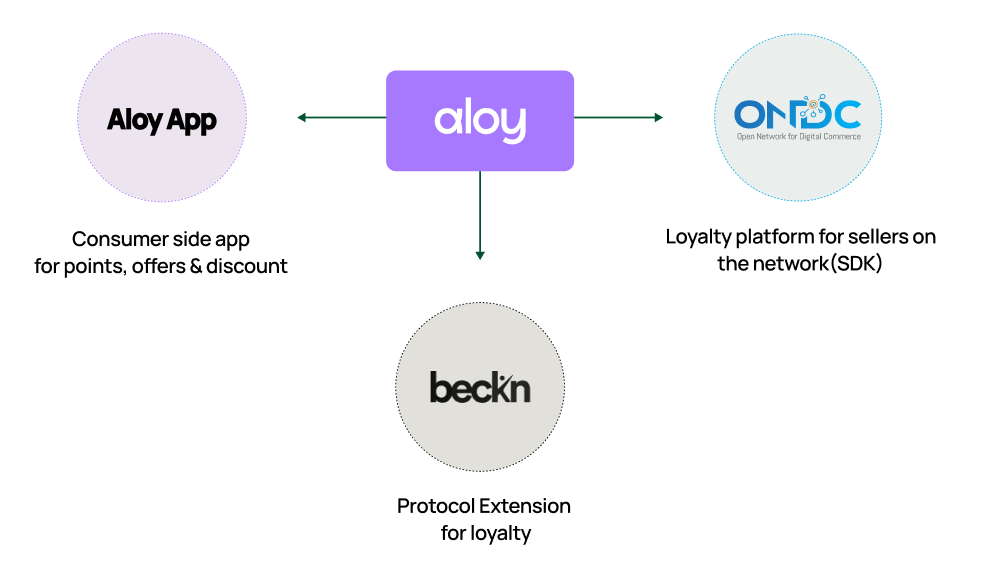 Aloy App
aloy
ONDC
Open Network for Digital Commerce
Consumer side app
for points, offers & discount
Loyalty platform for sellers on
the network(SDK)
beckn
Protocol Extension
for loyalty